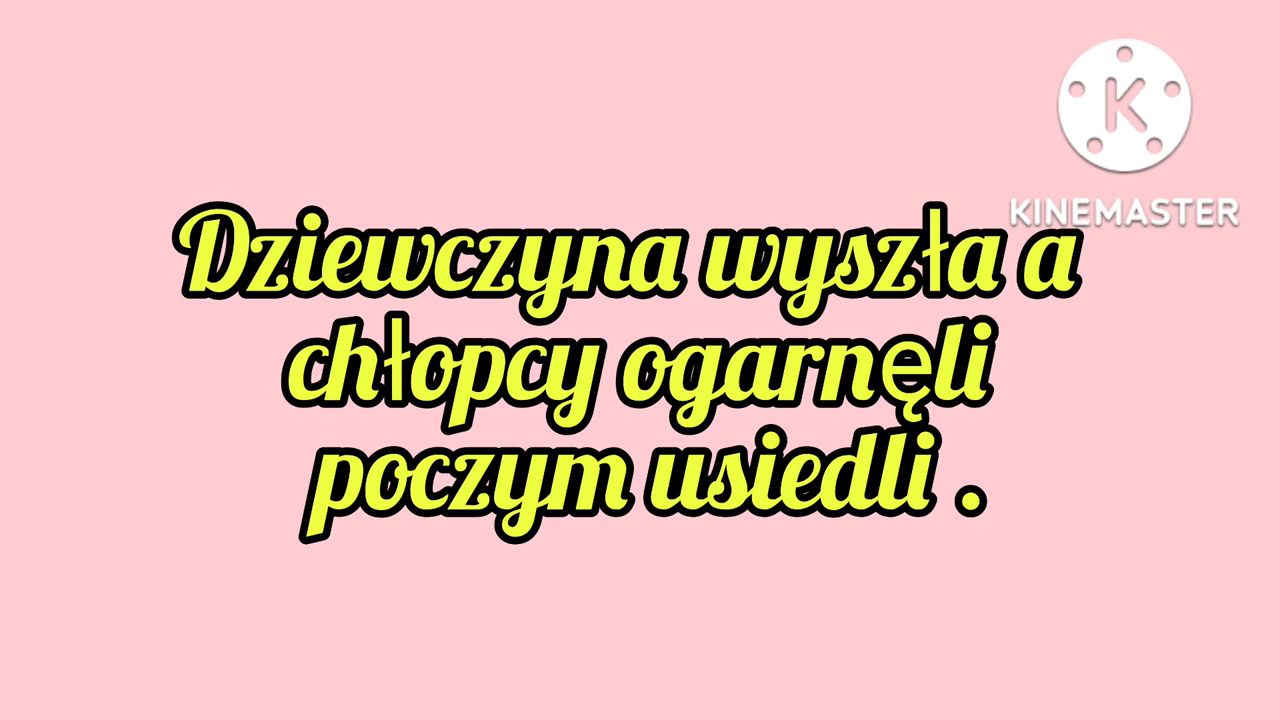 KINEMASTER
Dziewczyna wyszła a
chłopcy ogarnęli
poczym usiedli .